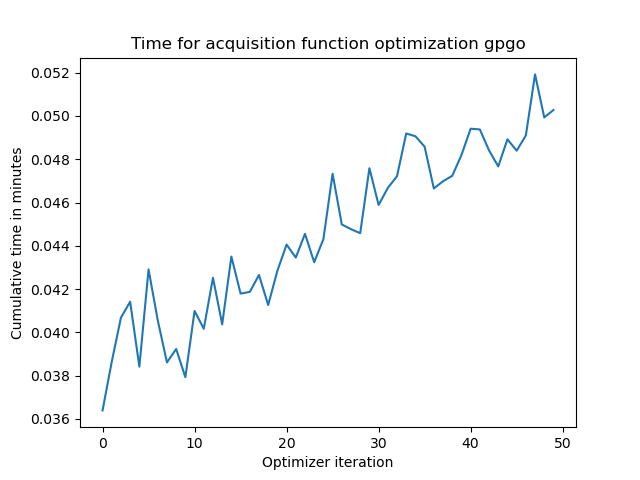 Time for acquisition function optimization gpgo
Cumulative time in minutes
0.052
0.050
0.048
0.046
0.044
0.042
0.040
0.038
0.036
0 10 20 30 40 50
Optimizer iteration